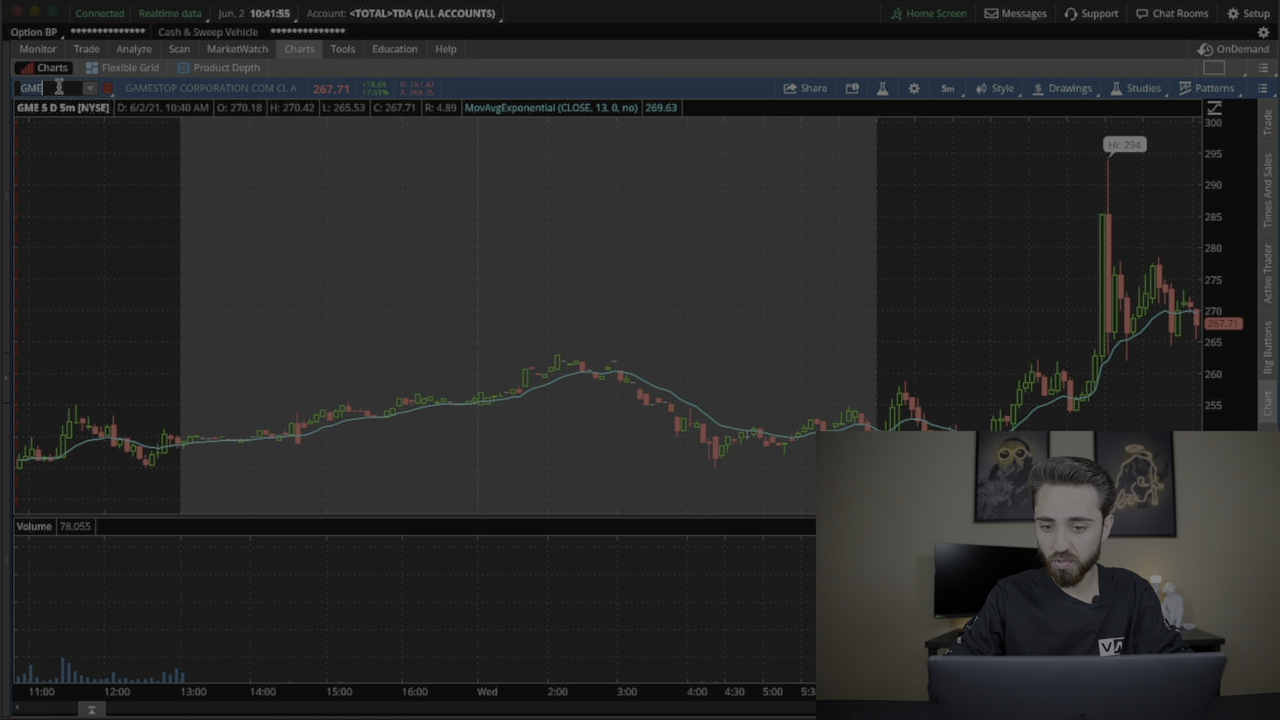 Connected Realtime data Jun. 2 10:41:55 Account: <TOTAL>TDA (ALL ACCOUNTS) Home Screen Messages Support Chat Rooms Setup
Option BP ************** Cash & Sweep Vehicle **************
Monitor Trade Analyze Scan MarketWatch Charts Tools Education Help OnDemand
Charts Flexible Grid Product Depth
GME GAMESTOP CORPORATION COM CL A 267.71 Share 5m Style Drawings Studies Patterns
GME 5 D 5m [NYSE] D: 6/2/21, 10:40 AM O: 270.18 H: 270.42 L: 265.53 C: 267.71 R: 4.89 MovAvgExponential (CLOSE, 13, 0, no) 269.63
Hi: 294
300
295
290
285
280
275
270
267.71
265
260
255
Trade
Times And Sales
Active Trader
Big Buttons
Chart
Volume 78,055
11:00 12:00 13:00 14:00 15:00 16:00 Wed 2:00 3:00 4:00 4:30 5:00